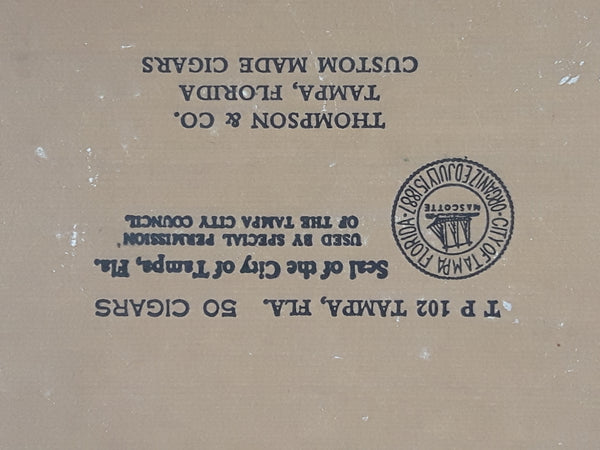 T P 102 TAMPA, FLA. 50 CIGARS
Seal of the City of Tampa, Fla.
USED BY SPECIAL PERMISSION
OF THE TAMPA CITY COUNCIL
CITY OF TAMPA FLORIDA · ORGANIZED JULY 15 1887 ·
MASCOTTE
THOMPSON & CO.
TAMPA, FLORIDA
CUSTOM MADE CIGARS